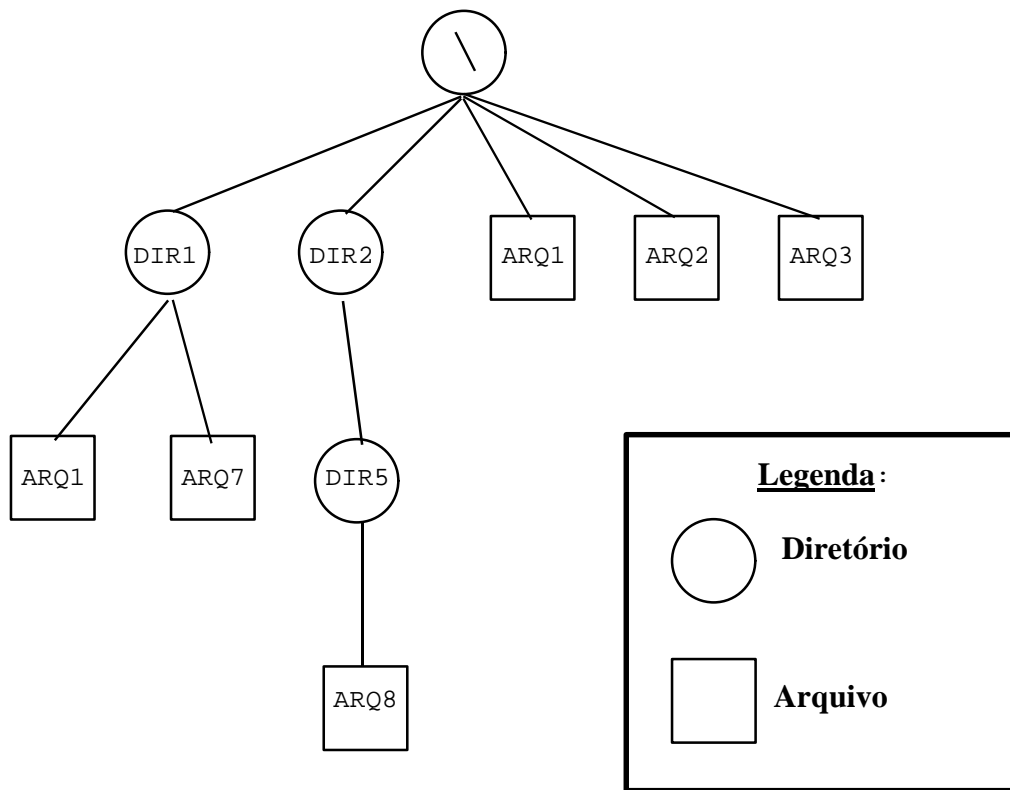 \
DIR1 DIR2 ARQ1 ARQ2 ARQ3
ARQ1 ARQ7 DIR5
ARQ8
Legenda:
Diretório
Arquivo